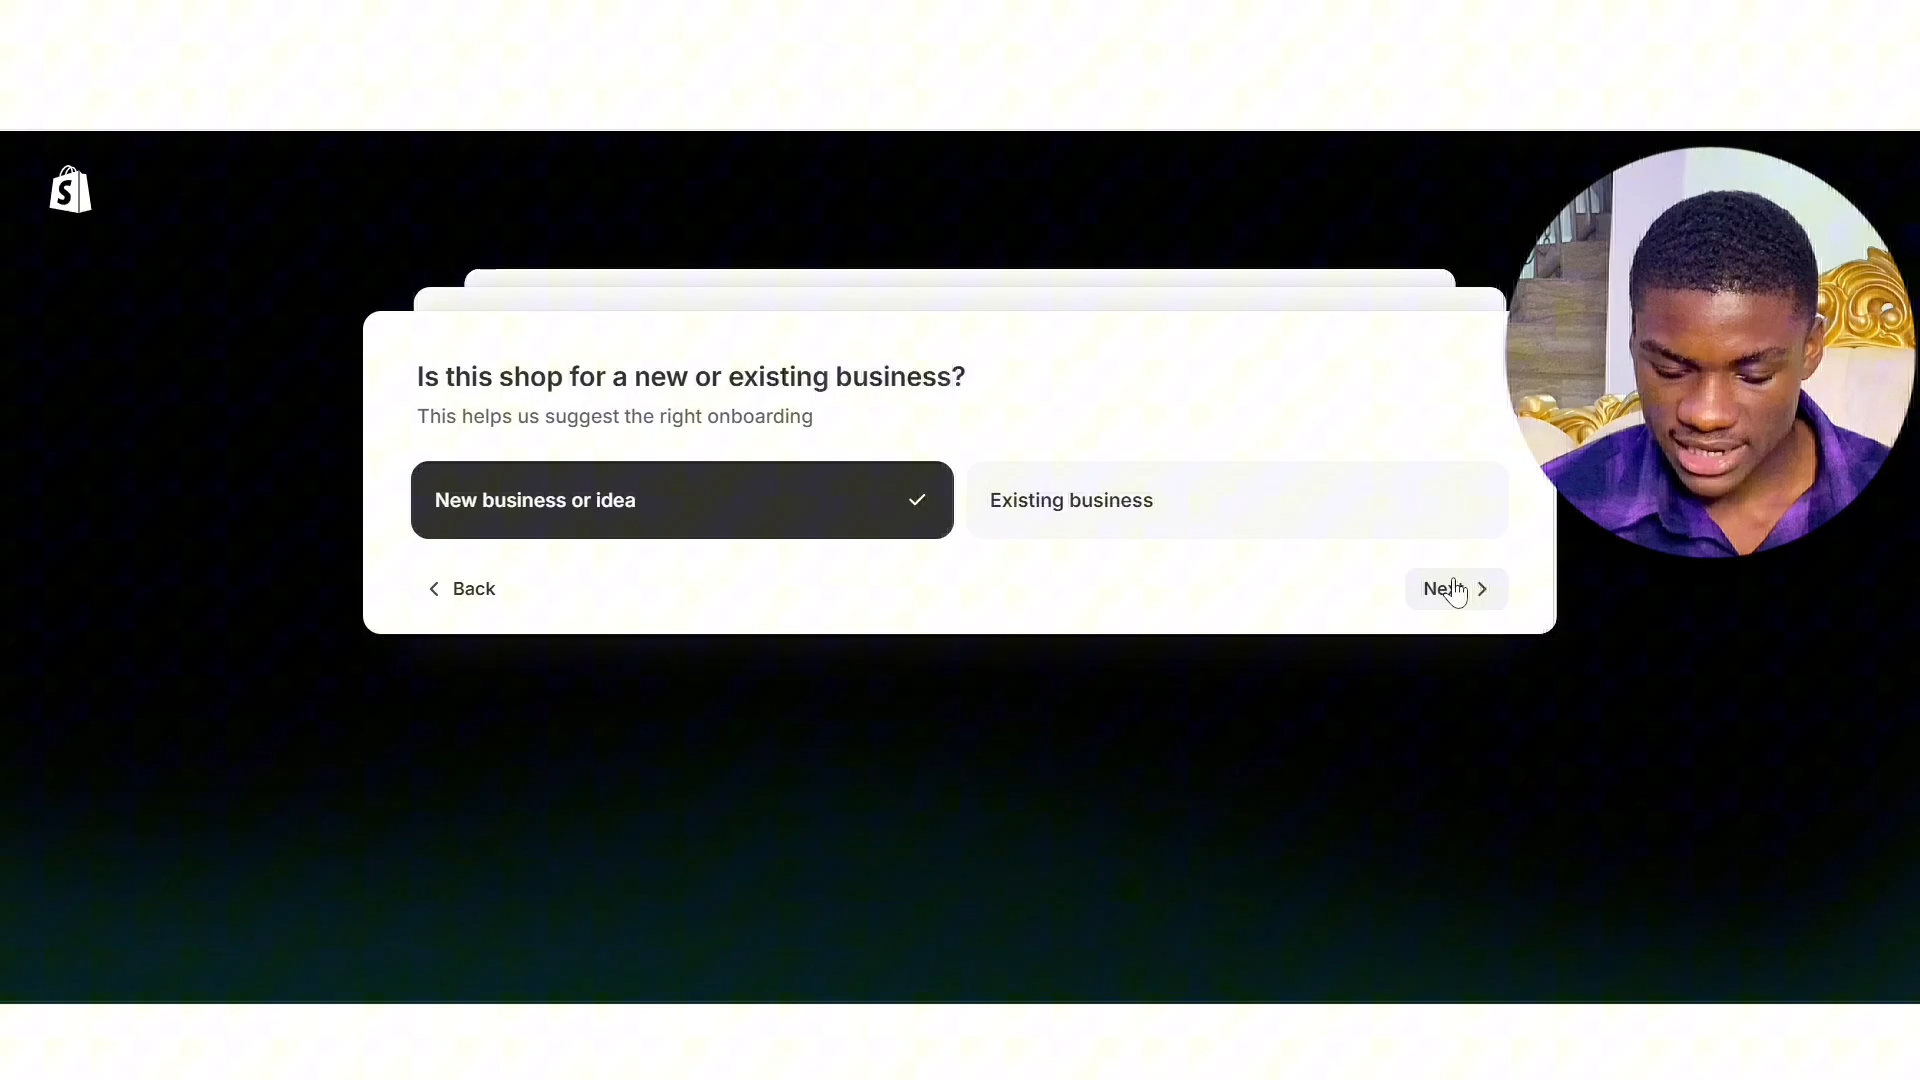 S
Is this shop for a new or existing business?
This helps us suggest the right onboarding
New business or idea
Existing business
Back